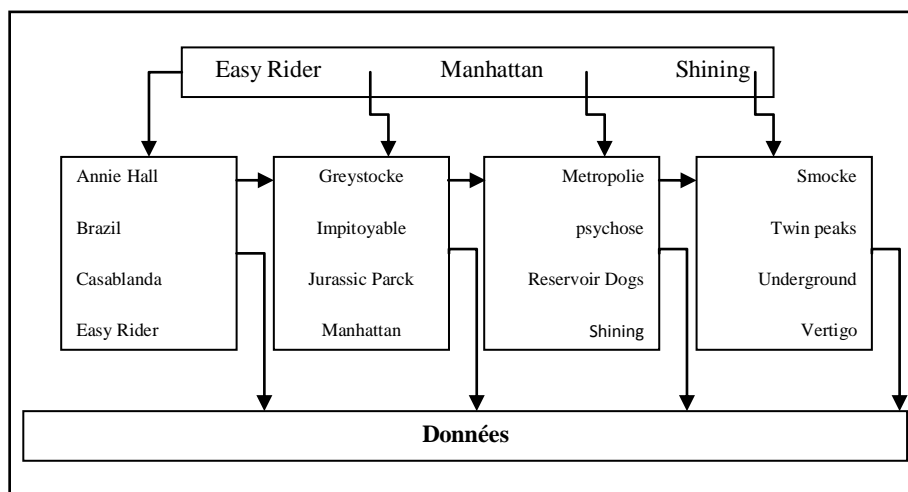 Easy Rider Manhattan Shining
Annie Hall
Brazil
Casablanda
Easy Rider
Greystocke
Impitoyable
Jurassic Parck
Manhattan
Metropolie
psychose
Reservoir Dogs
Shining
Smocke
Twin peaks
Underground
Vertigo
Données